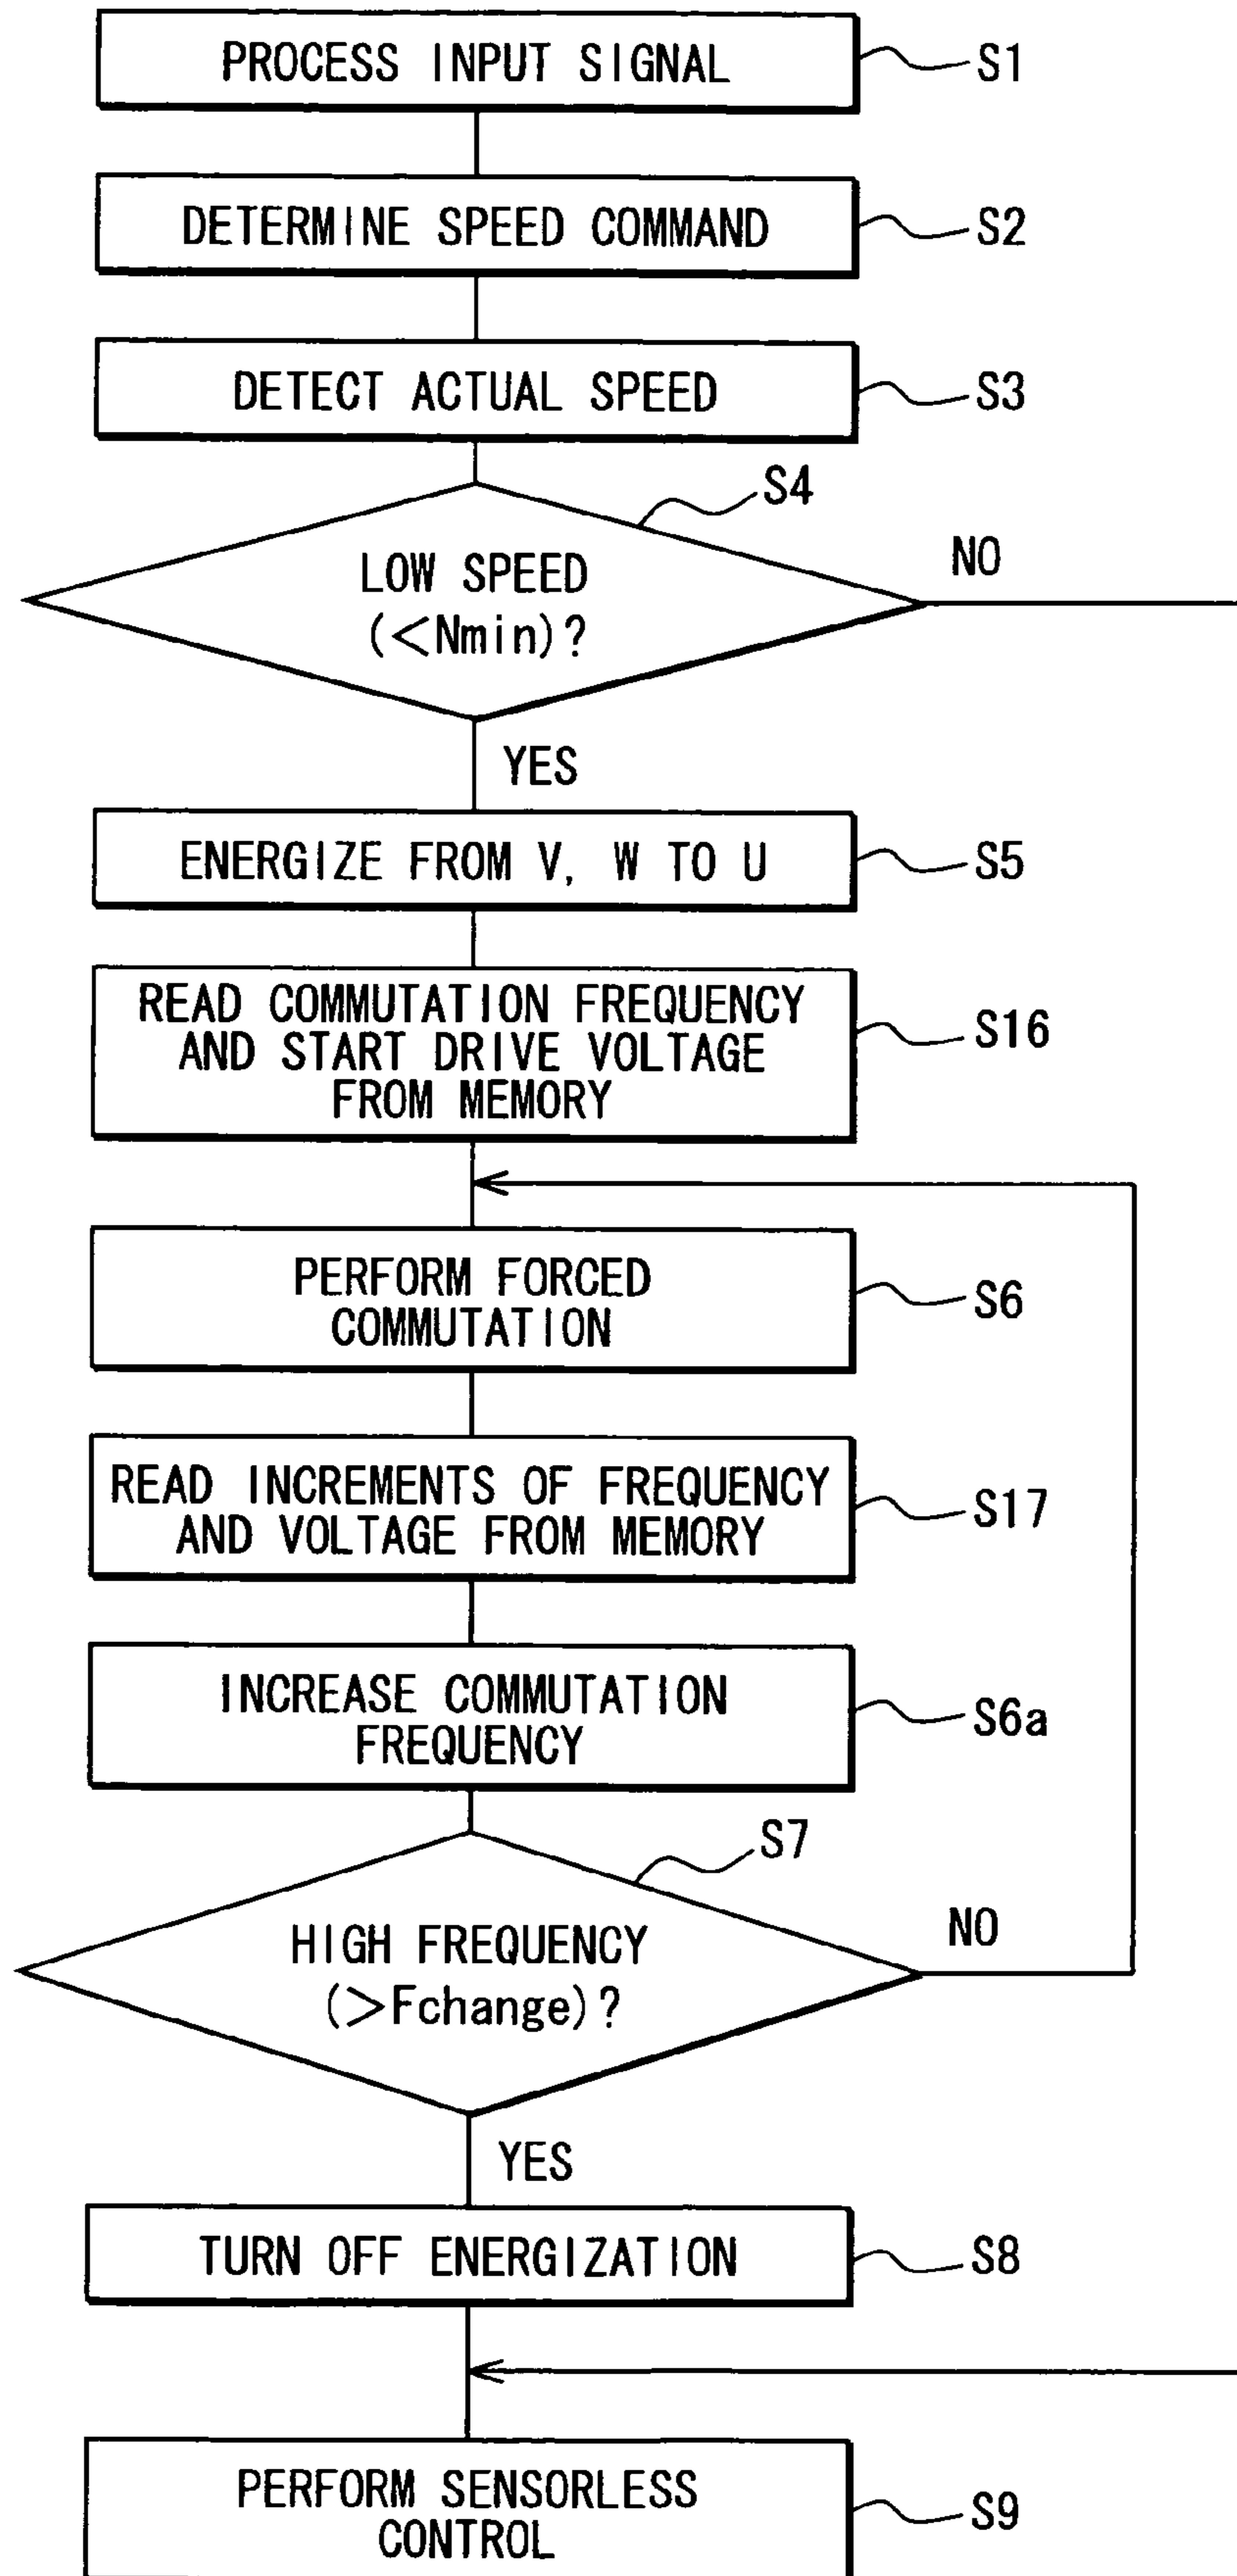 PROCESS INPUT SIGNAL
S1
DETERMINE SPEED COMMAND
S2
DETECT ACTUAL SPEED
S3
S4
LOW SPEED
(<Nmin)?
NO
YES
ENERGIZE FROM V, W TO U
S5
READ COMMUTATION FREQUENCY
AND START DRIVE VOLTAGE
FROM MEMORY
S16
PERFORM FORCED
COMMUTATION
S6
READ INCREMENTS OF FREQUENCY
AND VOLTAGE FROM MEMORY
S17
INCREASE COMMUTATION
FREQUENCY
S6a
S7
HIGH FREQUENCY
(>Fchange)?
NO
YES
TURN OFF ENERGIZATION
S8
PERFORM SENSORLESS
CONTROL
S9